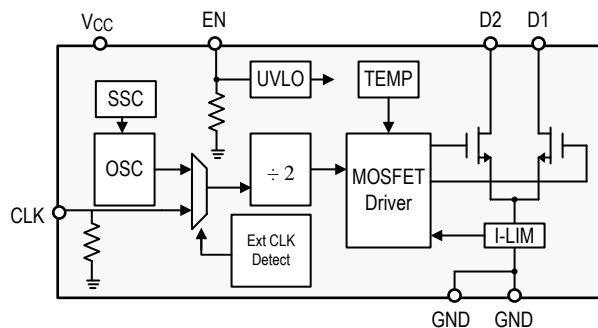 VCC
EN
D2
D1
SSC
UVLO
TEMP
OSC
÷ 2
MOSFET
Driver
CLK
Ext CLK
Detect
I-LIM
GND
GND